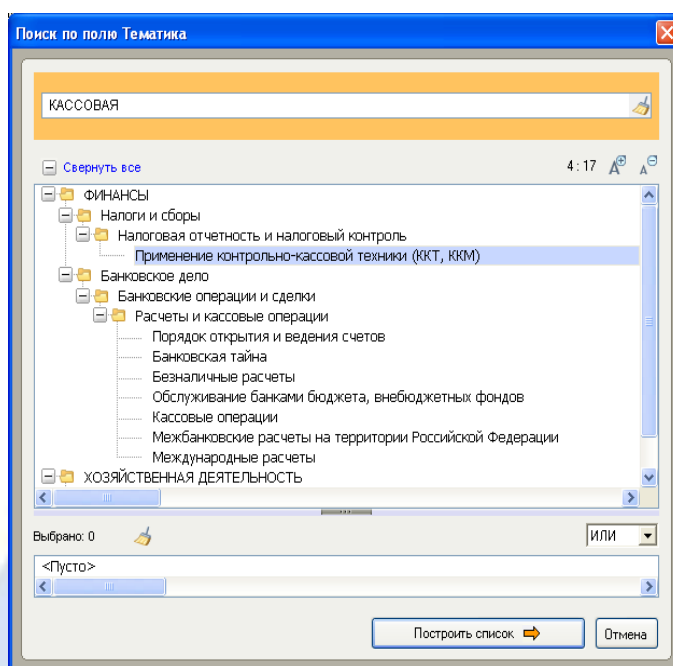 Поиск по полю Тематика
КАССОВАЯ
Свернуть все 4:17 A A
ФИНАНСЫ
Налоги и сборы
Налоговая отчетность и налоговый контроль
Применение контрольно-кассовой техники (ККТ, ККМ)
Банковское дело
Банковские операции и сделки
Расчеты и кассовые операции
Порядок открытия и ведения счетов
Банковская тайна
Безналичные расчеты
Обслуживание банками бюджета, внебюджетных фондов
Кассовые операции
Межбанковские расчеты на территории Российской Федерации
Международные расчеты
ХОЗЯЙСТВЕННАЯ ДЕЯТЕЛЬНОСТЬ
Выбрано: 0 ИЛИ
<Пусто>
Построить список Отмена